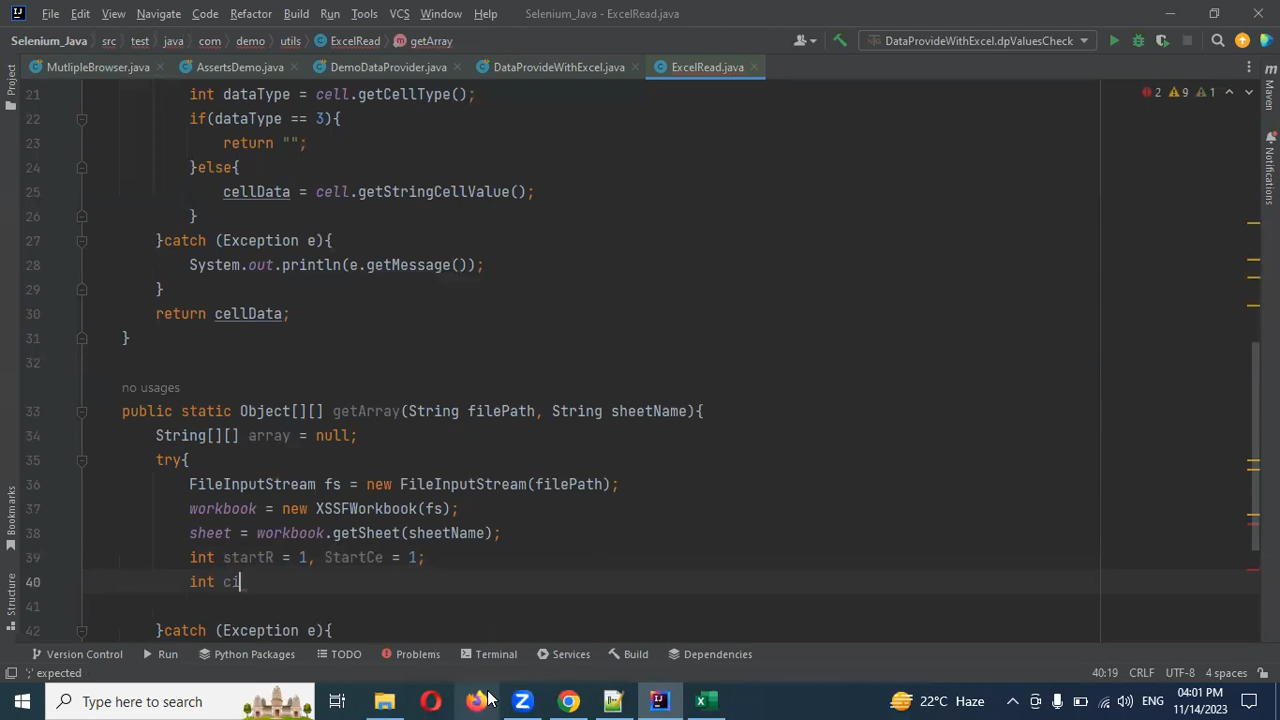 File Edit View Navigate Code Refactor Build Run Tools VCS Window Help Selenium_Java - ExcelRead.java
Selenium_Java src test java com demo utils ExcelRead getArray DataProvideWithExcel.dpValuesCheck
Project MutlipleBrowser.java AssertsDemo.java DemoDataProvider.java DataProvideWithExcel.java ExcelRead.java Maven
21 int dataType = cell.getCellType(); 2 9 1
22 if(dataType == 3){
23 return "";
24 }else{
25 cellData = cell.getStringCellValue();
26 }
27 }catch (Exception e){
28 System.out.println(e.getMessage());
29 }
30 return cellData;
31 }
32
no usages
33 public static Object[][] getArray(String filePath, String sheetName){
34 String[][] array = null;
35 try{
36 FileInputStream fs = new FileInputStream(filePath);
37 workbook = new XSSFWorkbook(fs);
38 sheet = workbook.getSheet(sheetName);
39 int startR = 1, StartCe = 1;
40 int ci
41
42 }catch (Exception e){
Notifications
Bookmarks
Structure
Version Control Run Python Packages TODO Problems Terminal Services Build Dependencies
';' expected 40:19 CRLF UTF-8 4 spaces
Type here to search 22°C Haze ENG 04:01 PM
11/14/2023